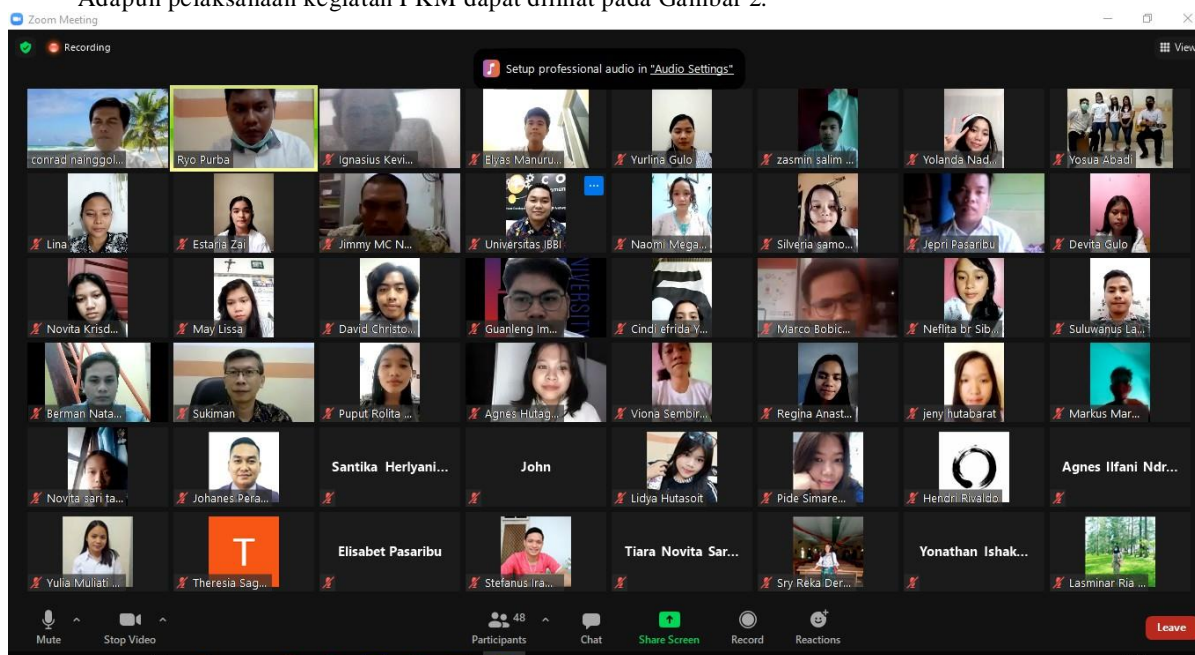 Adapun pelaksanaan kegiatan PKM dapat dilihat pada Gambar 2.
Zoom Meeting
Recording
Setup professional audio in "Audio Settings"
View
conrad nainggol...
Ryo Purba
Ignasius Kevi...
Elyas Manuru...
Yurlina Gulo
zasmin salim ...
Yolanda Nad...
Yosua Abadi
Lina
Estaria Zai
Jimmy MC N...
Universitas IBBI
Naomi Mega...
Silveria samo...
Jepri Pasaribu
Devita Gulo
Novita Krisd...
May Lissa
David Christo...
Guanleng Im...
Cindi efrida Y...
Marco Bobic...
Neflita br Sib...
Suluwanus La...
Berman Nata...
Sukiman
Puput Rolita ...
Agnes Hutag...
Viona Sembir...
Regina Anast...
jeny hutabarat
Markus Mar...
Novita sari ta...
Johanes Pera...
Santika Herlyani...
John
Lidya Hutasoit
Pide Simare...
Hendri Rivaldo
Agnes Ilfani Ndr...
Yulia Muliati ...
T
Theresia Sag...
Elisabet Pasaribu
Stefanus Ira...
Tiara Novita Sar...
Sry Reka Der...
Yonathan Ishak...
Lasminar Ria ...
Mute
Stop Video
Participants
48
Chat
Share Screen
Record
Reactions
Leave